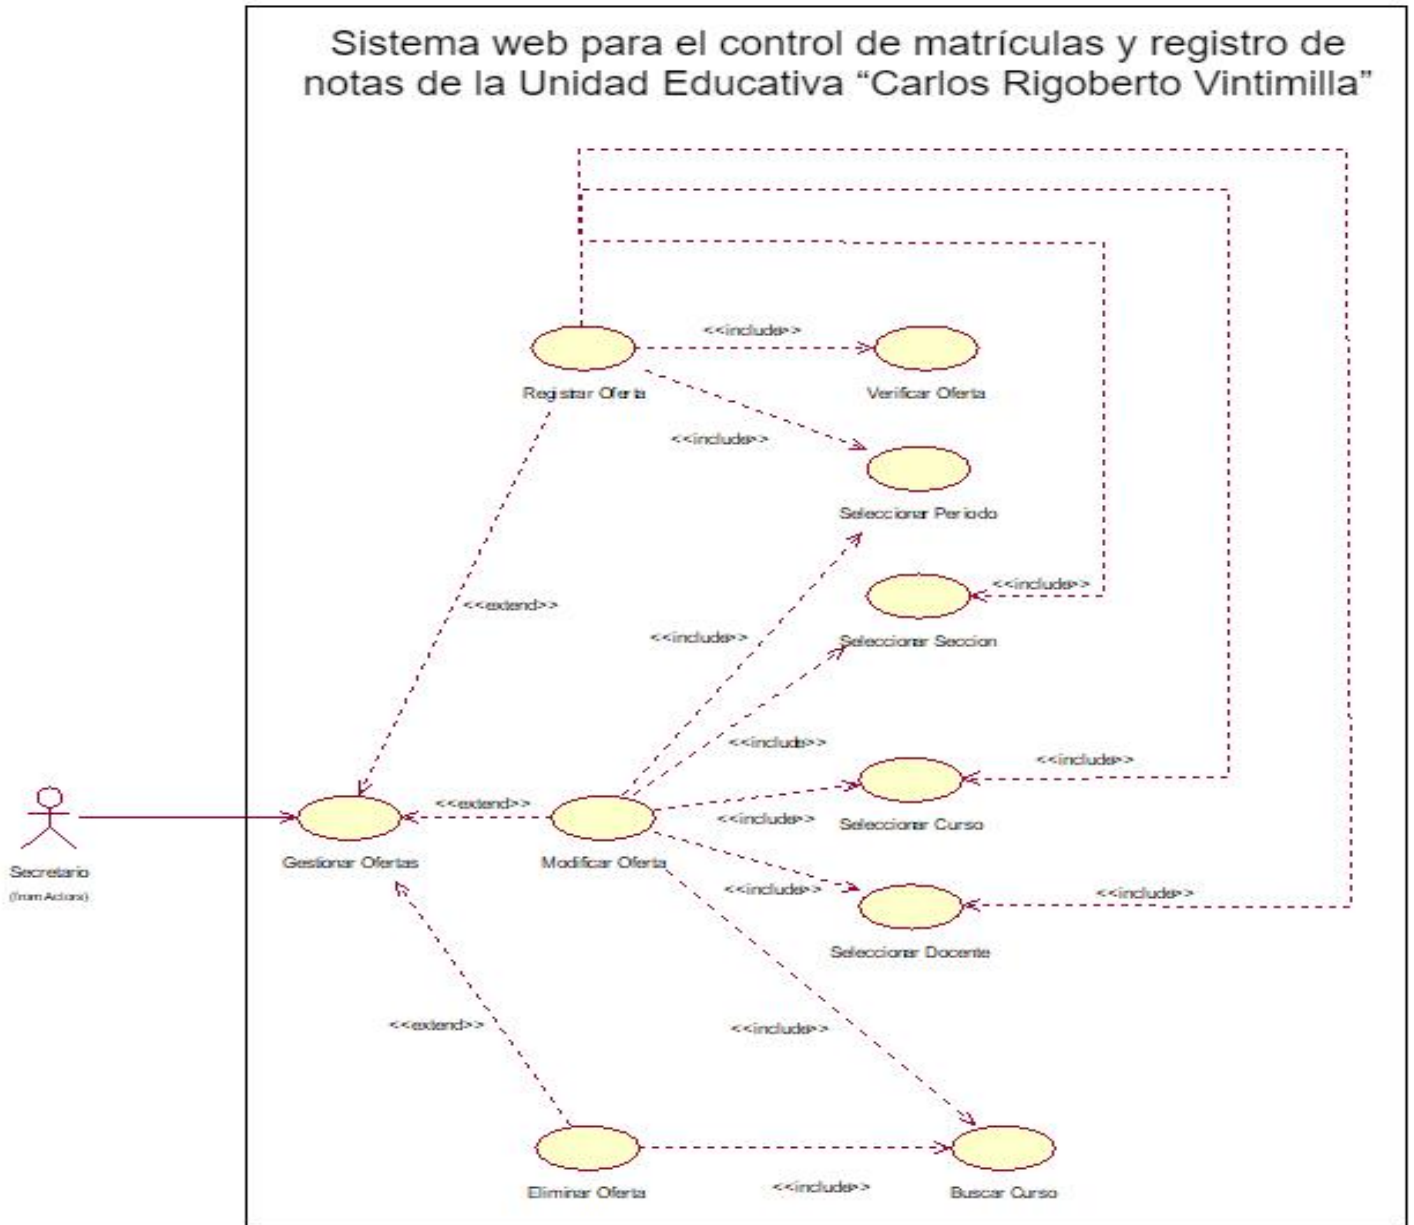 Sistema web para el control de matrículas y registro de
notas de la Unidad Educativa “Carlos Rigoberto Vintimilla”
<<include>>
Registrar Oferta
Verificar Oferta
<<include>>
Seleccionar Periodo
<<include>>
<<extend>>
<<include>>
Seleccionar Seccion
<<include>>
<<include>>
<<extend>>
<<include>>
Seleccionar Curso
Gestionar Ofertas
Modificar Oferta
Secretario
(from Actors)
<<include>>
<<include>>
Seleccionar Docente
<<extend>>
<<include>>
<<include>>
Eliminar Oferta
Buscar Curso